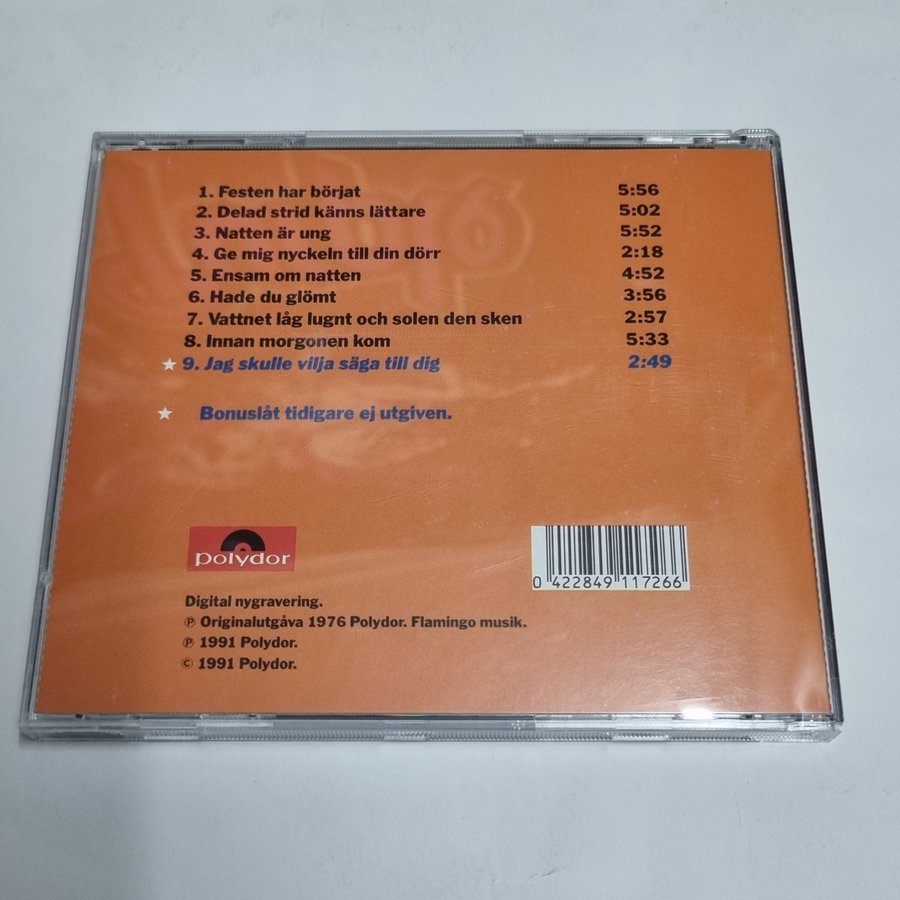 1. Festen har börjat 5:56
2. Delad strid känns lättare 5:02
3. Natten är ung 5:52
4. Ge mig nyckeln till din dörr 2:18
5. Ensam om natten 4:52
6. Hade du glömt 3:56
7. Vattnet låg lugnt och solen den sken 2:57
8. Innan morgonen kom 5:33
★ 9. Jag skulle vilja säga till dig 2:49
★ Bonuslåt tidigare ej utgiven.
polydor
0 422849 117266
Digital nygravering.
℗ Originalutgåva 1976 Polydor. Flamingo musik.
℗ 1991 Polydor.
© 1991 Polydor.